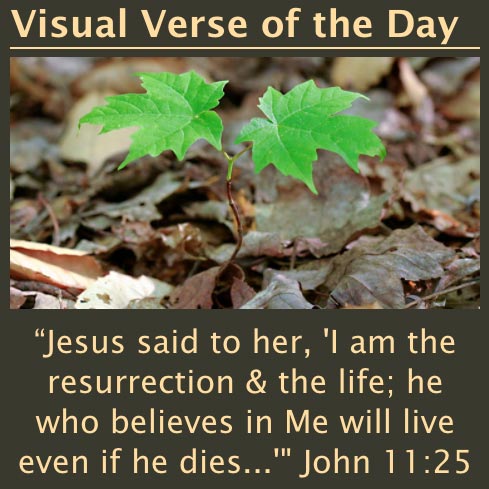 Visual Verse of the Day
“Jesus said to her, 'I am the
resurrection & the life; he
who believes in Me will live
even if he dies...'" John 11:25